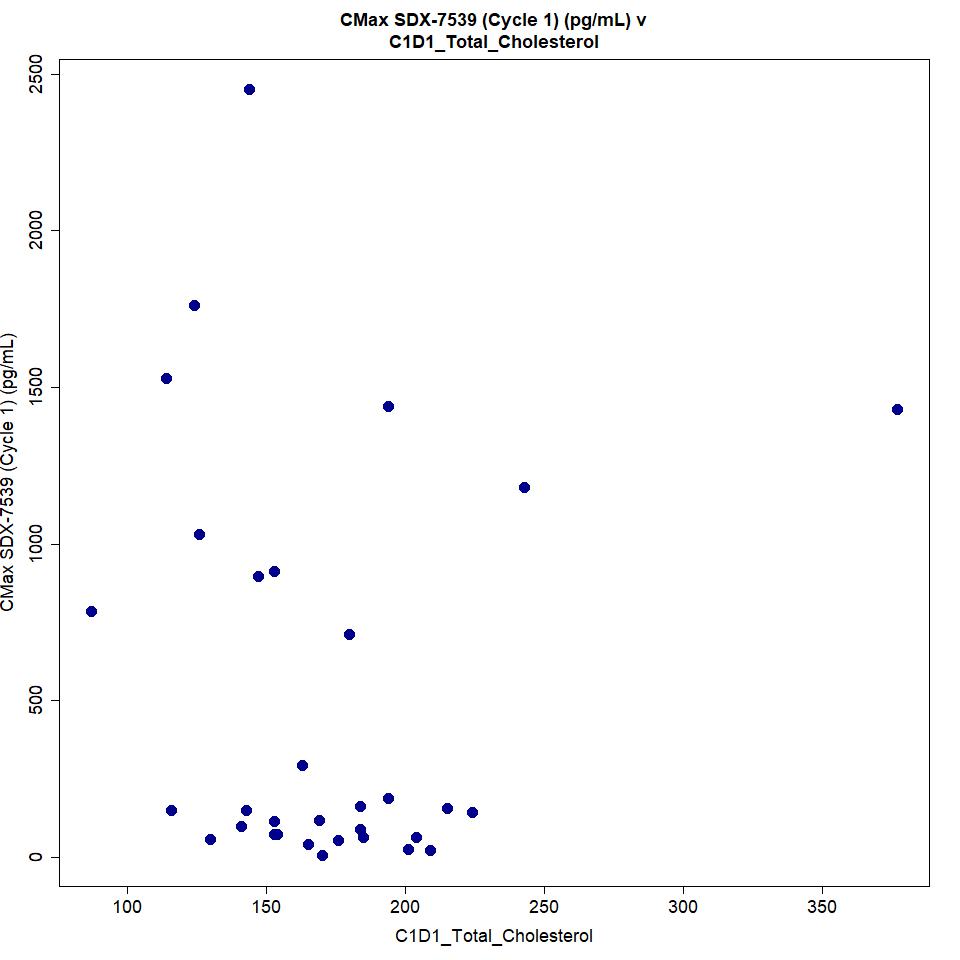 CMax SDX-7539 (Cycle 1) (pg/mL) v
C1D1_Total_Cholesterol
2500
2000
1500
1000
500
0
CMax SDX-7539 (Cycle 1) (pg/mL)
100 150 200 250 300 350
C1D1_Total_Cholesterol